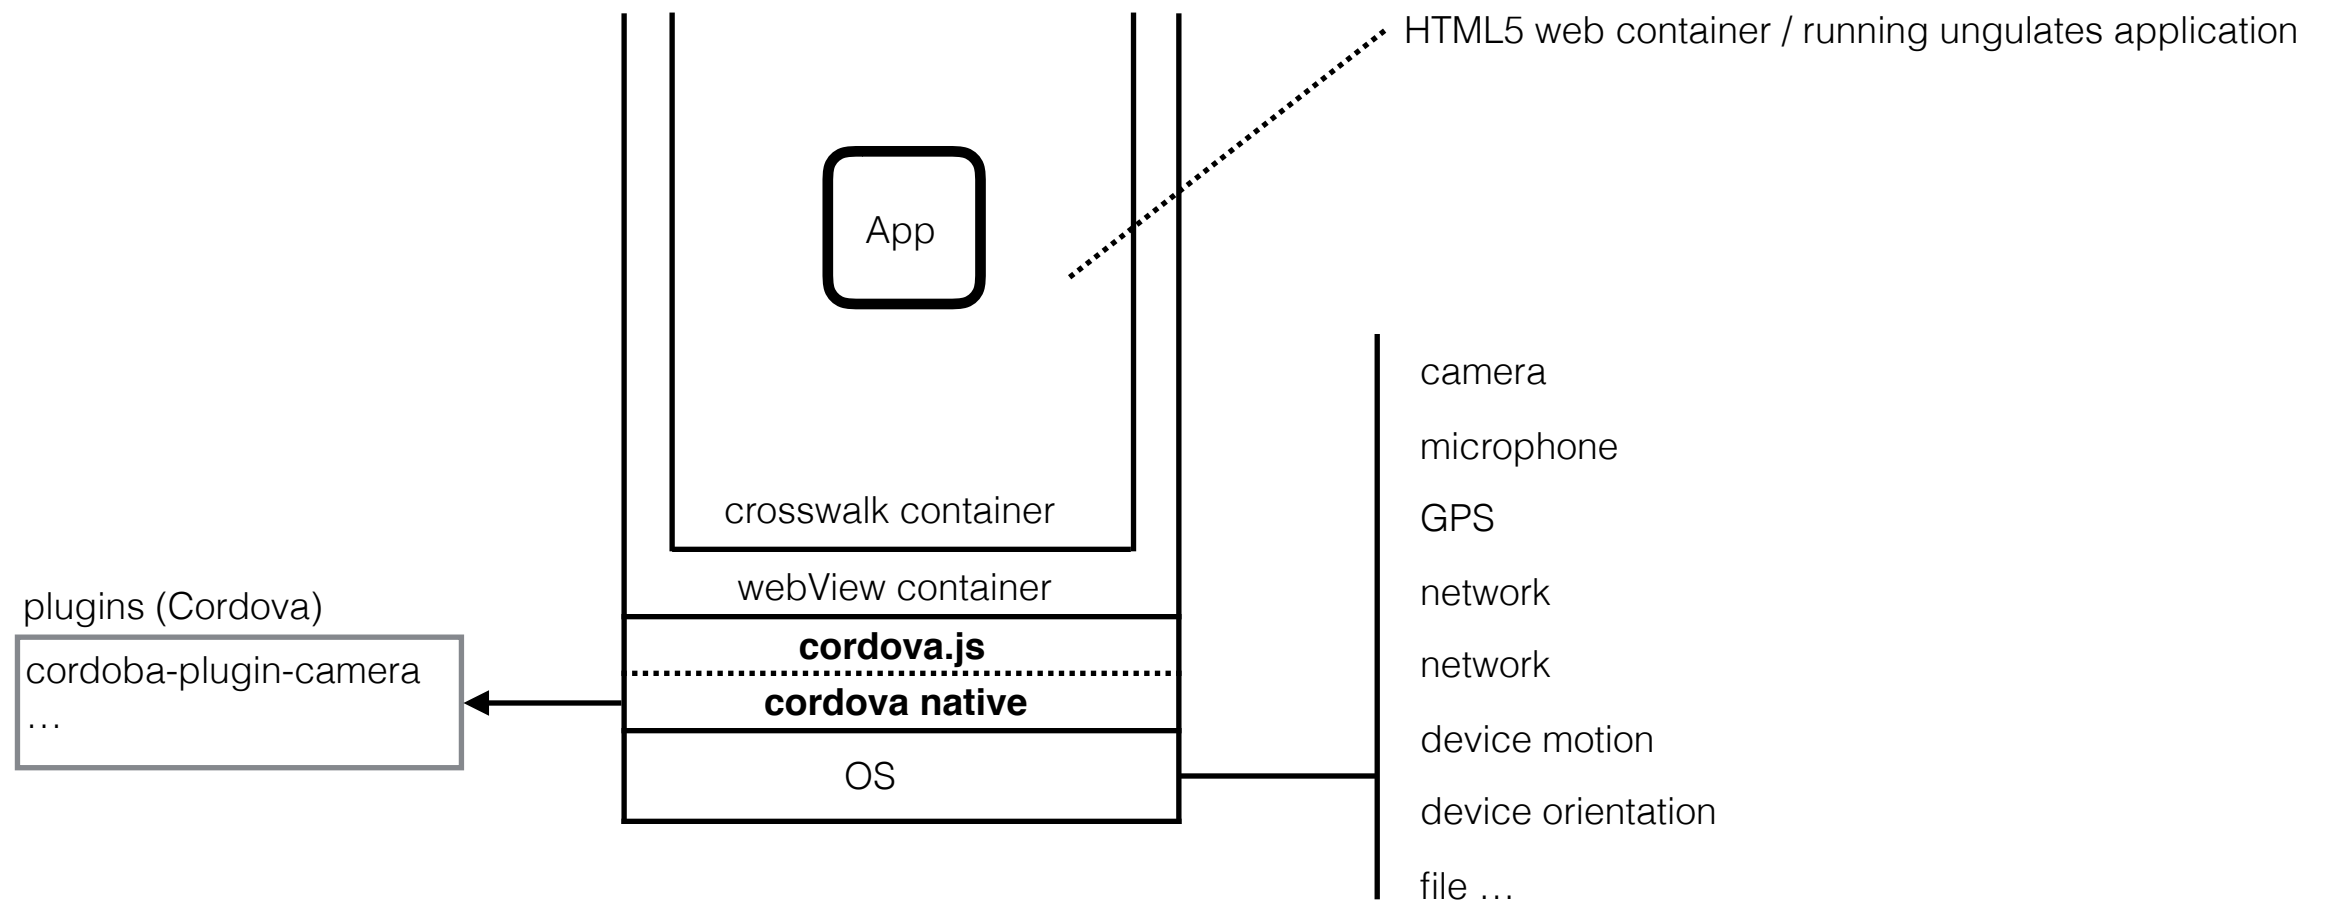 HTML5 web container / running ungulates application
App
crosswalk container
webView container
cordova.js
cordova native
OS
plugins (Cordova)
cordoba-plugin-camera
…
camera
microphone
GPS
network
network
device motion
device orientation
file …